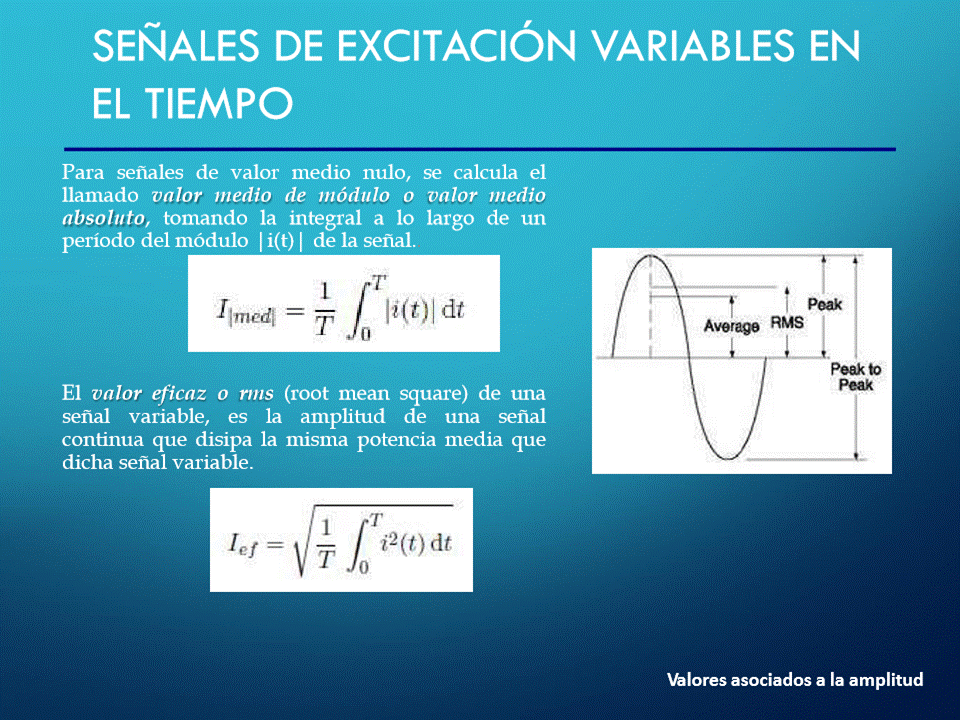 SEÑALES DE EXCITACIÓN VARIABLES EN
EL TIEMPO
Para señales de valor medio nulo, se calcula el
llamado valor medio de módulo o valor medio
absoluto, tomando la integral a lo largo de un
período del módulo |i(t)| de la señal.
I_{|med|} = \frac{1}{T} \int_0^T |i(t)| dt
El valor eficaz o rms (root mean square) de una
señal variable, es la amplitud de una señal
continua que disipa la misma potencia media que
dicha señal variable.
I_{ef} = \sqrt{\frac{1}{T} \int_0^T i^2(t) dt}
Peak
Average
RMS
Peak to
Peak
Valores asociados a la amplitud